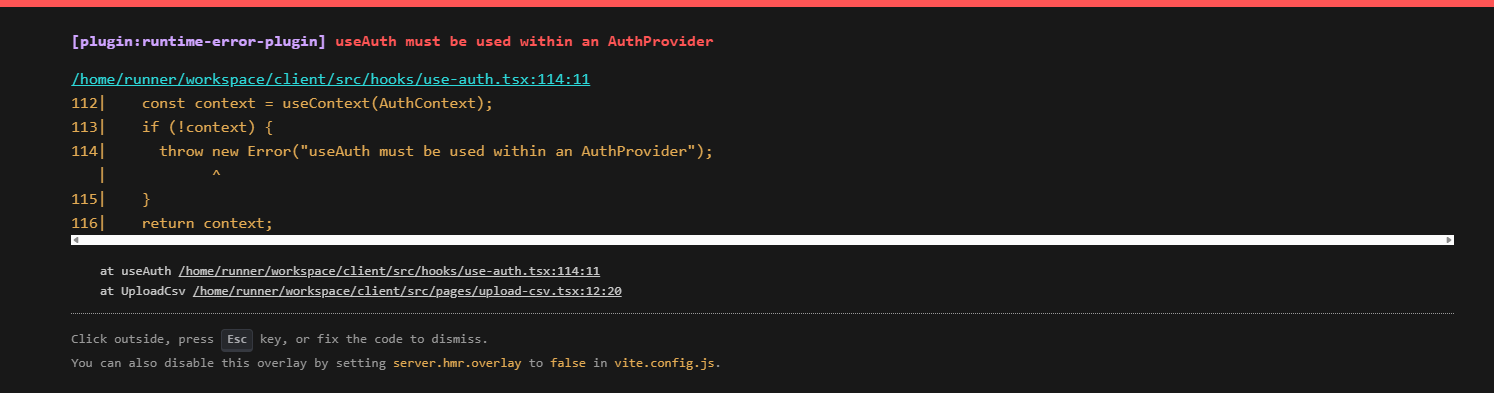 [plugin:runtime-error-plugin] useAuth must be used within an AuthProvider
/home/runner/workspace/client/src/hooks/use-auth.tsx:114:11
112|    const context = useContext(AuthContext);
113|    if (!context) {
114|      throw new Error("useAuth must be used within an AuthProvider");
   |            ^
115|    }
116|    return context;
at useAuth /home/runner/workspace/client/src/hooks/use-auth.tsx:114:11
at UploadCsv /home/runner/workspace/client/src/pages/upload-csv.tsx:12:20
Click outside, press Esc key, or fix the code to dismiss.
You can also disable this overlay by setting server.hmr.overlay to false in vite.config.js.